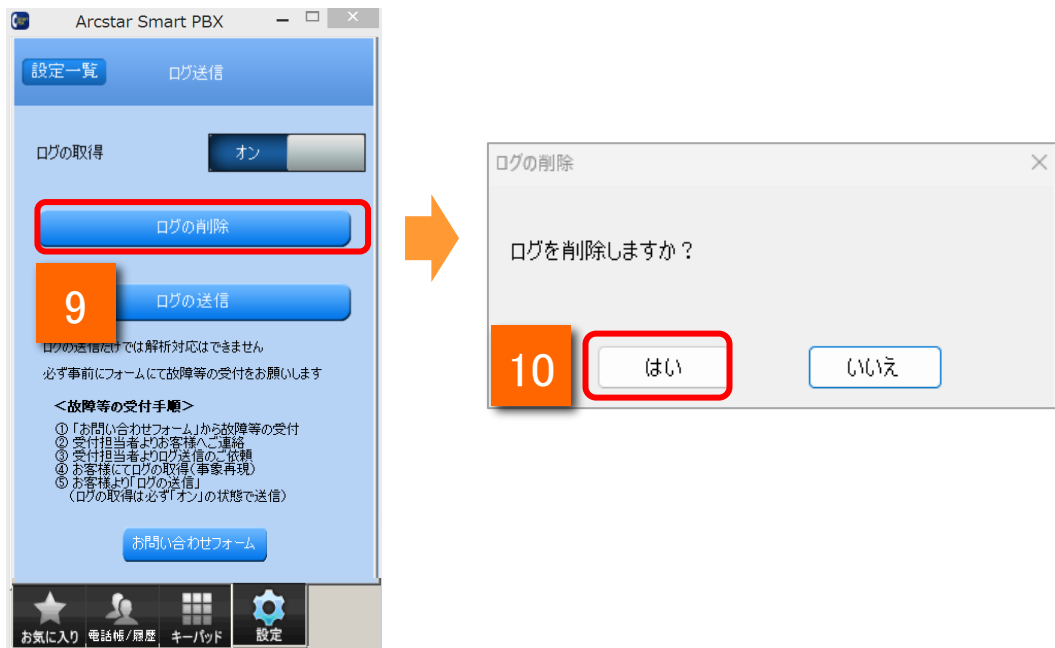 Arcstar Smart PBX
設定一覧
ログ送信
ログの取得
オン
ログの削除
9
ログの送信
ログの送信だけでは解析対応はできません
必ず事前にフォームにて故障等の受付をお願いします
<故障等の受付手順>
①「お問い合わせフォーム」から故障等の受付
② 受付担当者よりお客様へご連絡
③ 受付担当者よりログ送信のご依頼
④ お客様にてログの取得(事象再現)
⑤ お客様より「ログの送信」
(ログの取得は必ず「オン」の状態で送信)
お問い合わせフォーム
お気に入り
電話帳/履歴
キーパッド
設定
ログの削除
ログを削除しますか？
10
はい
いいえ